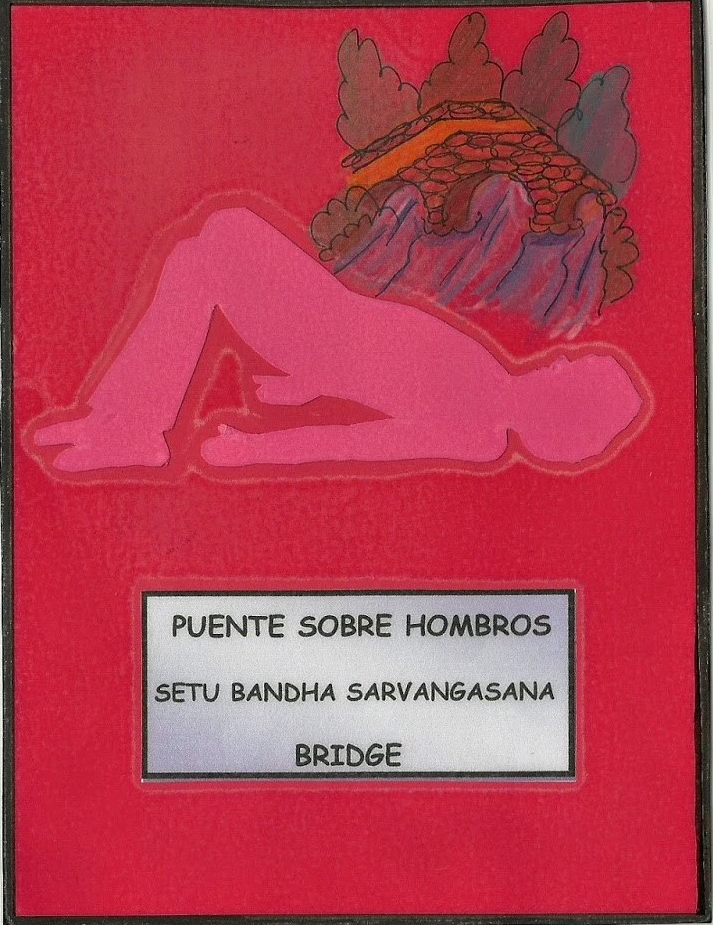 PUENTE SOBRE HOMBROS
SETU BANDHA SARVANGASANA
BRIDGE